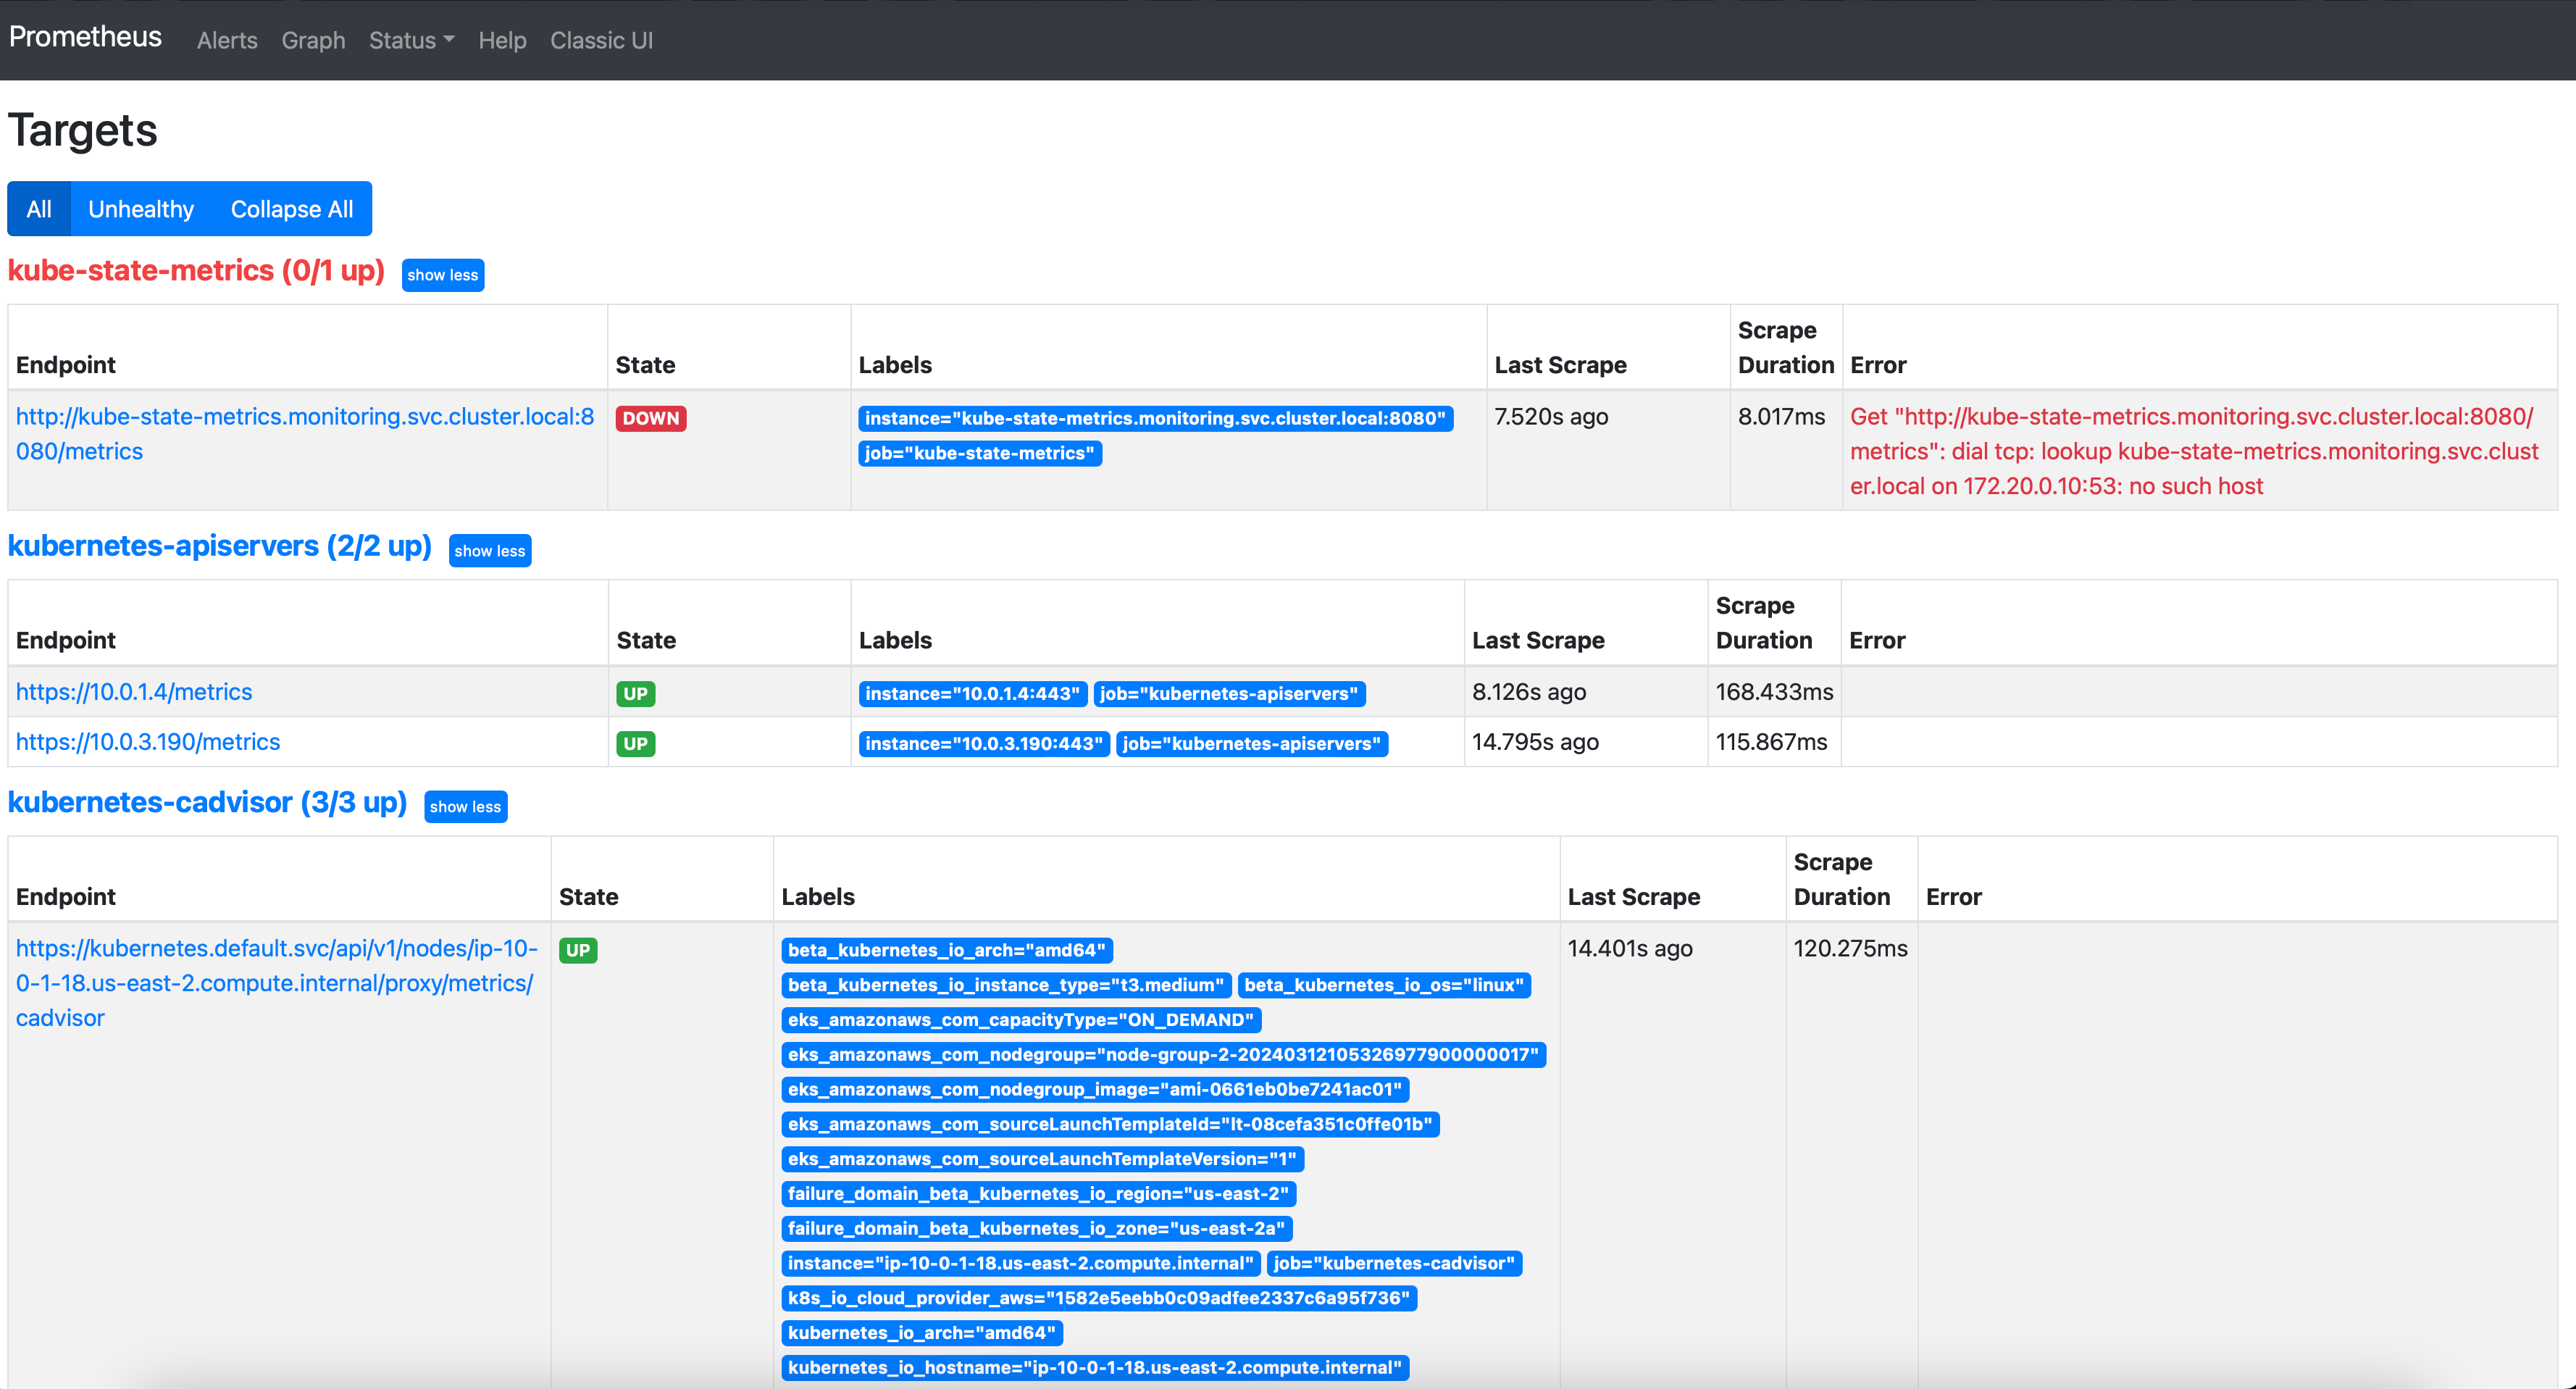 Prometheus Alerts Graph Status Help Classic UI
Targets
All Unhealthy Collapse All
kube-state-metrics (0/1 up) show less
Endpoint State Labels Last Scrape Scrape Duration Error
http://kube-state-metrics.monitoring.svc.cluster.local:8
080/metrics
DOWN
instance="kube-state-metrics.monitoring.svc.cluster.local:8080"
job="kube-state-metrics"
7.520s ago
8.017ms
Get "http://kube-state-metrics.monitoring.svc.cluster.local:8080/
metrics": dial tcp: lookup kube-state-metrics.monitoring.svc.clust
er.local on 172.20.0.10:53: no such host
kubernetes-apiservers (2/2 up) show less
Endpoint State Labels Last Scrape Scrape Duration Error
https://10.0.1.4/metrics UP instance="10.0.1.4:443" job="kubernetes-apiservers" 8.126s ago 168.433ms
https://10.0.3.190/metrics UP instance="10.0.3.190:443" job="kubernetes-apiservers" 14.795s ago 115.867ms
kubernetes-cadvisor (3/3 up) show less
Endpoint State Labels Last Scrape Scrape Duration Error
https://kubernetes.default.svc/api/v1/nodes/ip-10-
0-1-18.us-east-2.compute.internal/proxy/metrics/
cadvisor
UP
beta_kubernetes_io_arch="amd64"
beta_kubernetes_io_instance_type="t3.medium" beta_kubernetes_io_os="linux"
eks_amazonaws_com_capacityType="ON_DEMAND"
eks_amazonaws_com_nodegroup="node-group-2-20240312105326977900000017"
eks_amazonaws_com_nodegroup_image="ami-0661eb0be7241ac01"
eks_amazonaws_com_sourceLaunchTemplateId="lt-08cefa351c0ffe01b"
eks_amazonaws_com_sourceLaunchTemplateVersion="1"
failure_domain_beta_kubernetes_io_region="us-east-2"
failure_domain_beta_kubernetes_io_zone="us-east-2a"
instance="ip-10-0-1-18.us-east-2.compute.internal" job="kubernetes-cadvisor"
k8s_io_cloud_provider_aws="1582e5eebb0c09adfee2337c6a95f736"
kubernetes_io_arch="amd64"
kubernetes_io_hostname="ip-10-0-1-18.us-east-2.compute.internal"
14.401s ago
120.275ms